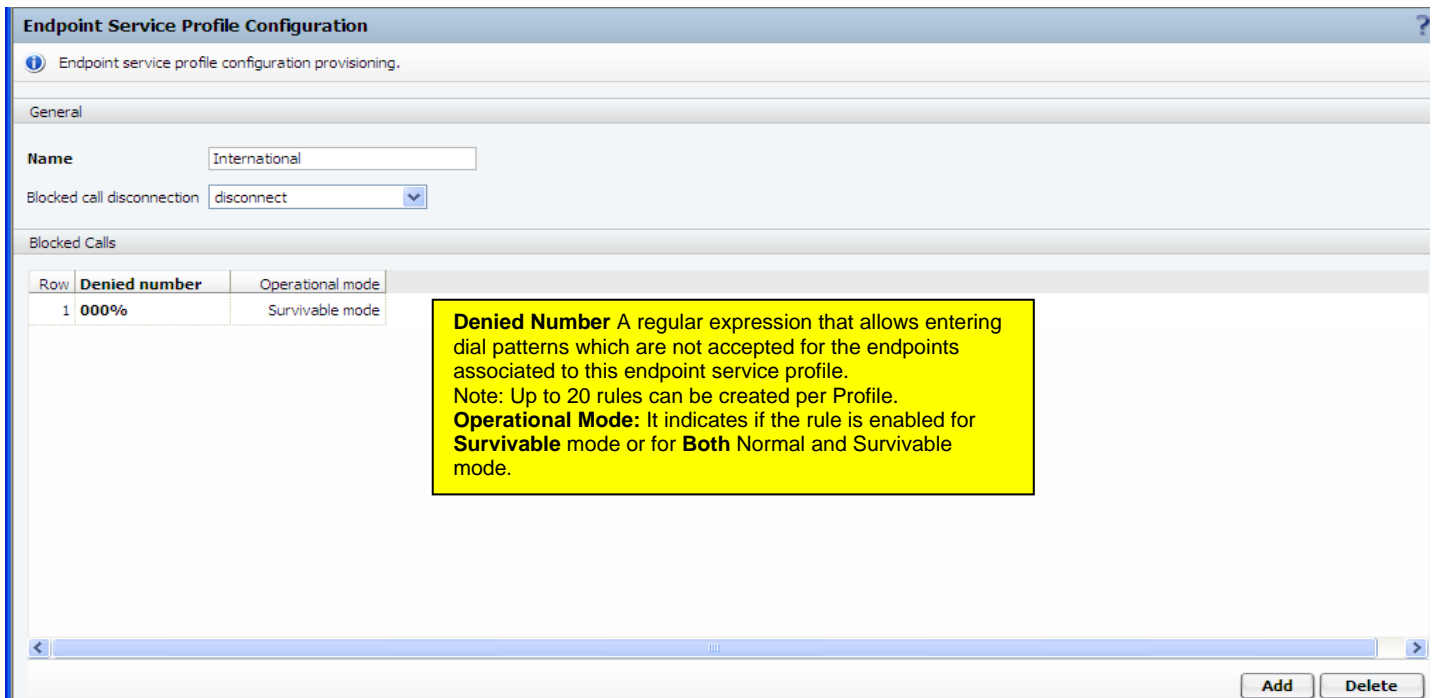 Endpoint Service Profile Configuration ?
Endpoint service profile configuration provisioning.
General
Name International
Blocked call disconnection disconnect
Blocked Calls
Row Denied number Operational mode
1 000% Survivable mode
Denied Number A regular expression that allows entering
dial patterns which are not accepted for the endpoints
associated to this endpoint service profile.
Note: Up to 20 rules can be created per Profile.
Operational Mode: It indicates if the rule is enabled for
Survivable mode or for Both Normal and Survivable
mode.
Add Delete